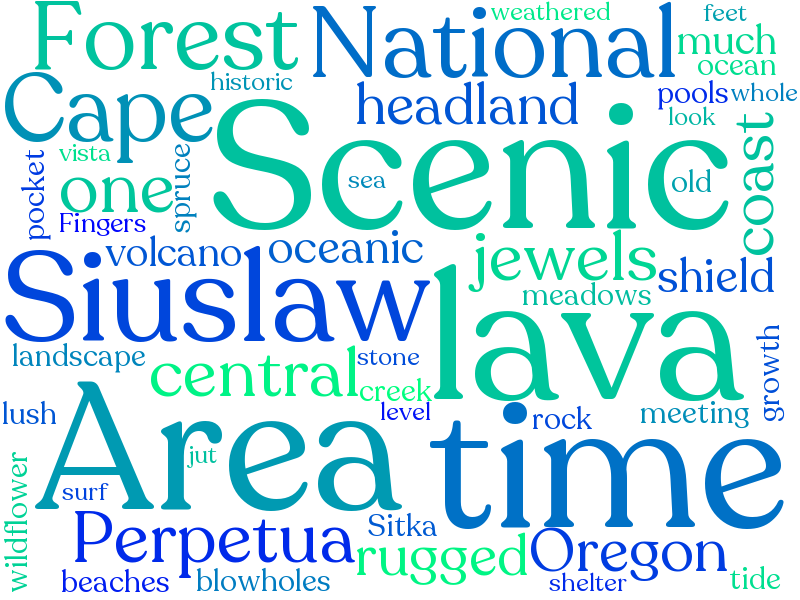 Forest
National
weathered
feet
much
ocean
historic
Cape
headland
pools
whole
look
Scenic
coast
vista
one
pocket
spruce
sea
old
Fingers
volcano
oceanic
jewels
shield
Siuslaw
lava
meadows
landscape
central
stone
creek
growth
lush
level
rock
meeting
Area
time
jut
wildflower
surf
Perpetua
Sitka
rugged
Oregon
beaches
blowholes
shelter
tide